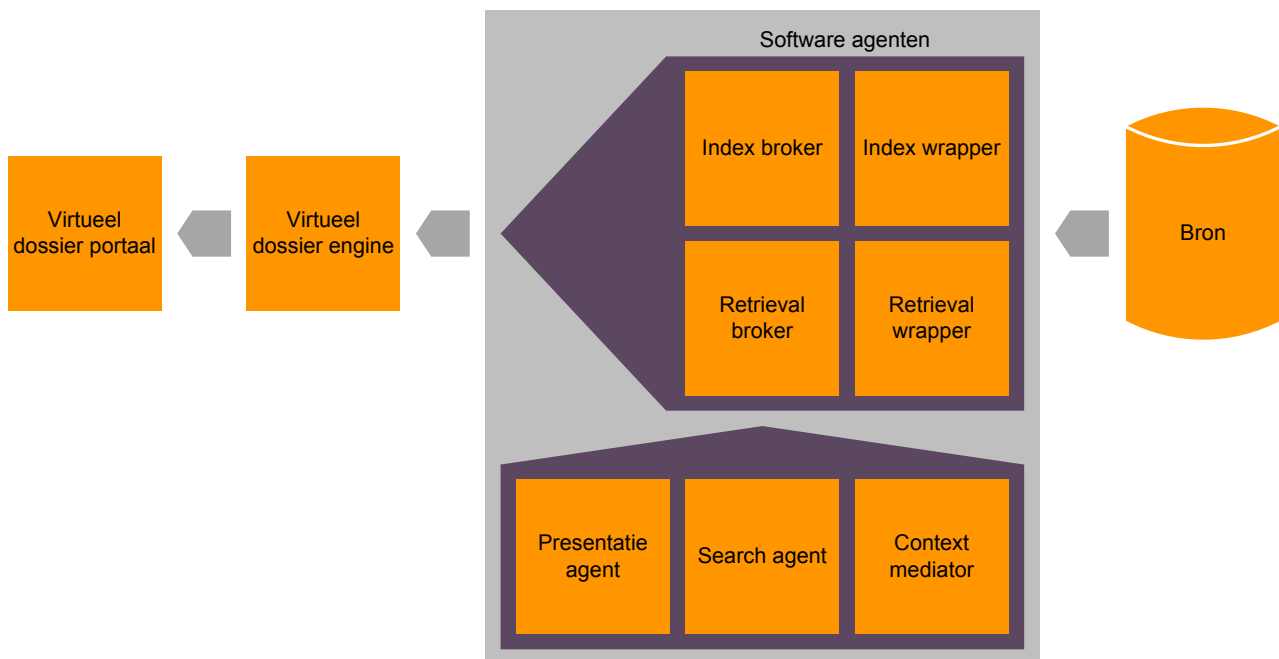 Software agenten
Index broker
Index wrapper
Virtueel
dossier portaal
Virtueel
dossier engine
Bron
Retrieval
broker
Retrieval
wrapper
Presentatie
agent
Search agent
Context
mediator